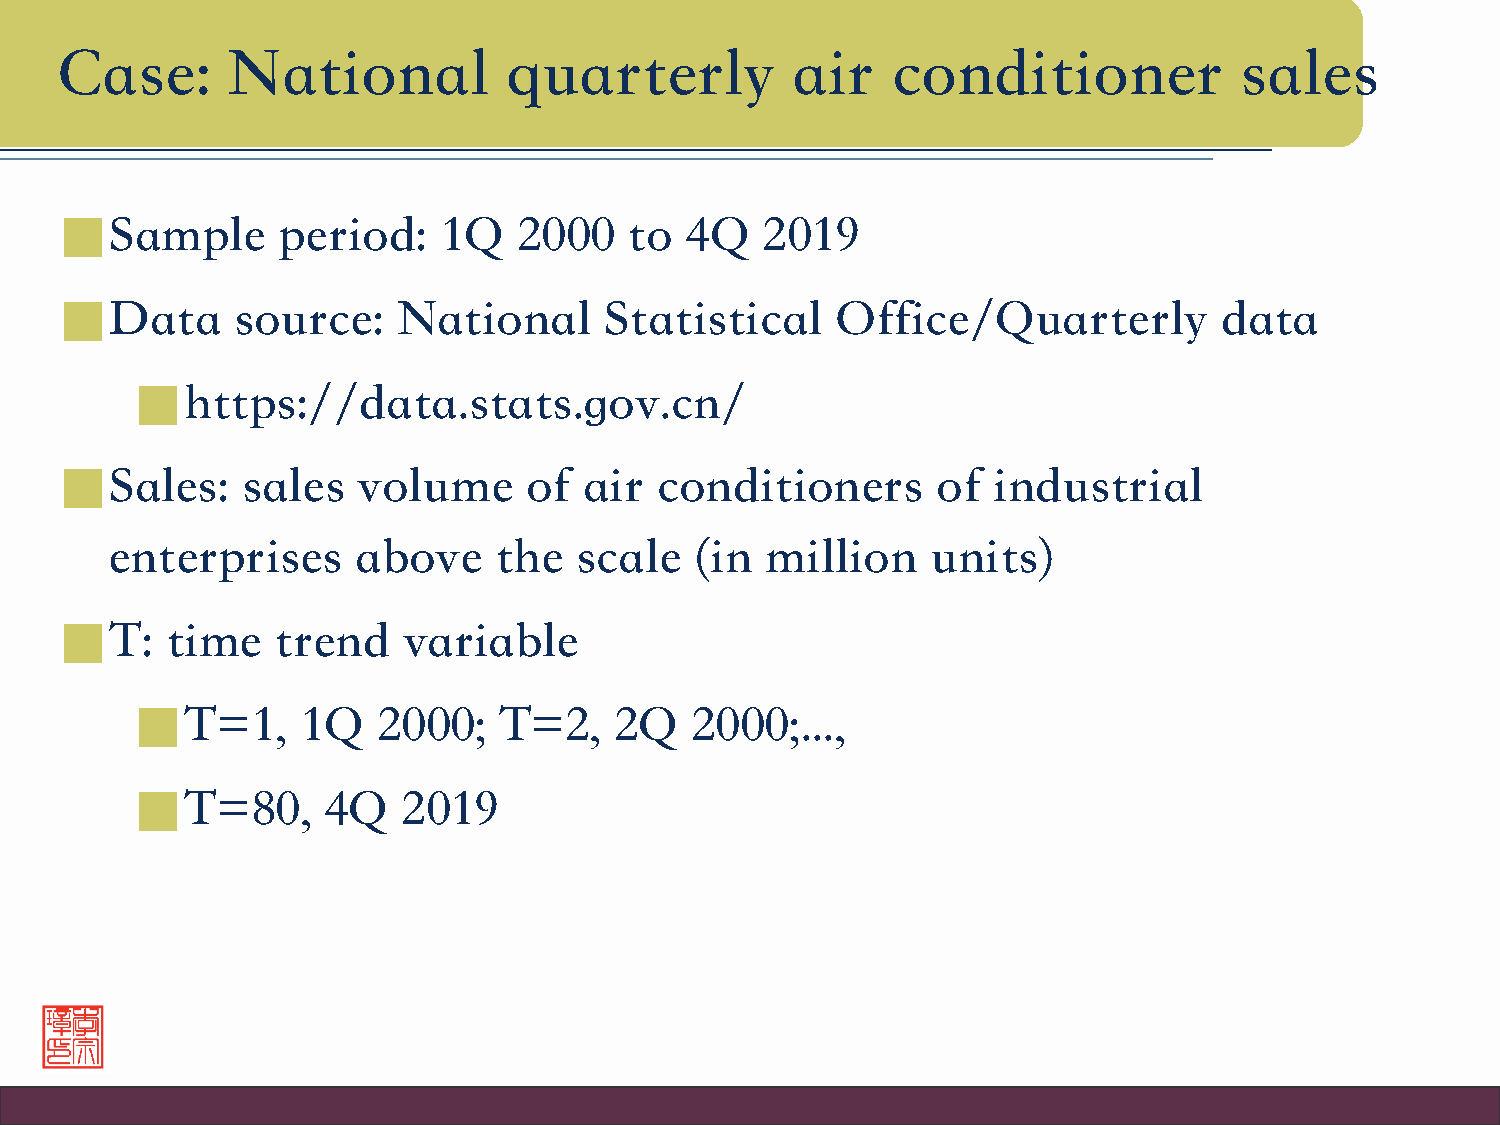 Case: National quarterly air conditioner sales
Sample period: 1Q 2000 to 4Q 2019
Data source: National Statistical Office/Quarterly data
https://data.stats.gov.cn/
Sales: sales volume of air conditioners of industrial
enterprises above the scale (in million units)
T: time trend variable
T=1, 1Q 2000; T=2, 2Q 2000;...,
T=80, 4Q 2019